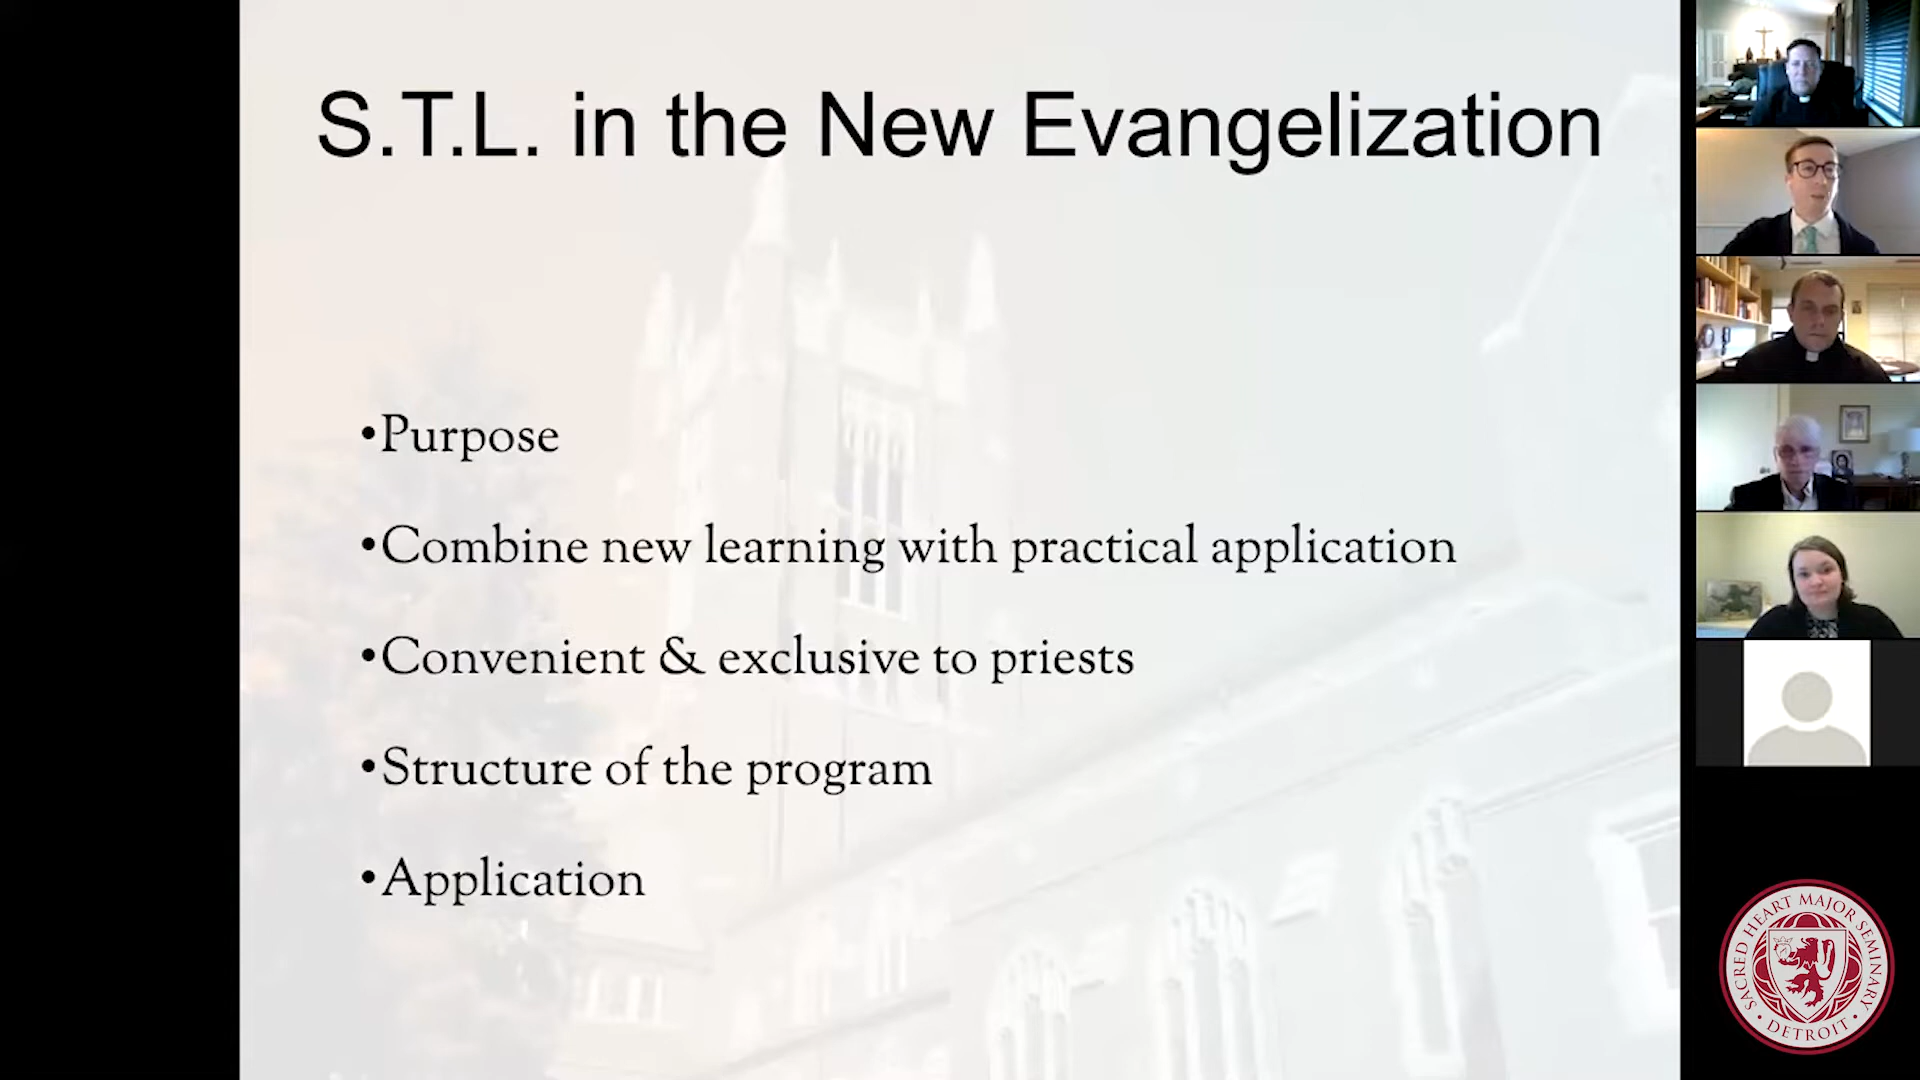 S.T.L. in the New Evangelization
•Purpose
•Combine new learning with practical application
•Convenient & exclusive to priests
•Structure of the program
•Application
SACRED HEART MAJOR SEMINARY
• DETROIT •